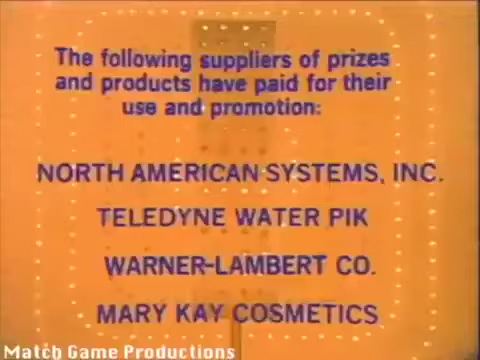 The following suppliers of prizes
and products have paid for their
use and promotion:
NORTH AMERICAN SYSTEMS, INC.
TELEDYNE WATER PIK
WARNER-LAMBERT CO.
MARY KAY COSMETICS
Match Game Productions